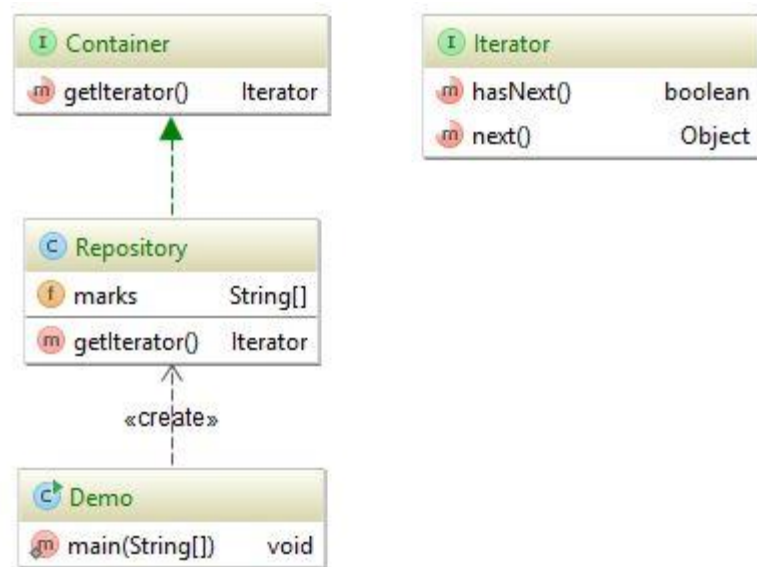 I Container
m getIterator() Iterator
I Iterator
m hasNext() boolean
m next() Object
C Repository
f marks String[]
m getIterator() Iterator
«create»
C Demo
m main(String[]) void